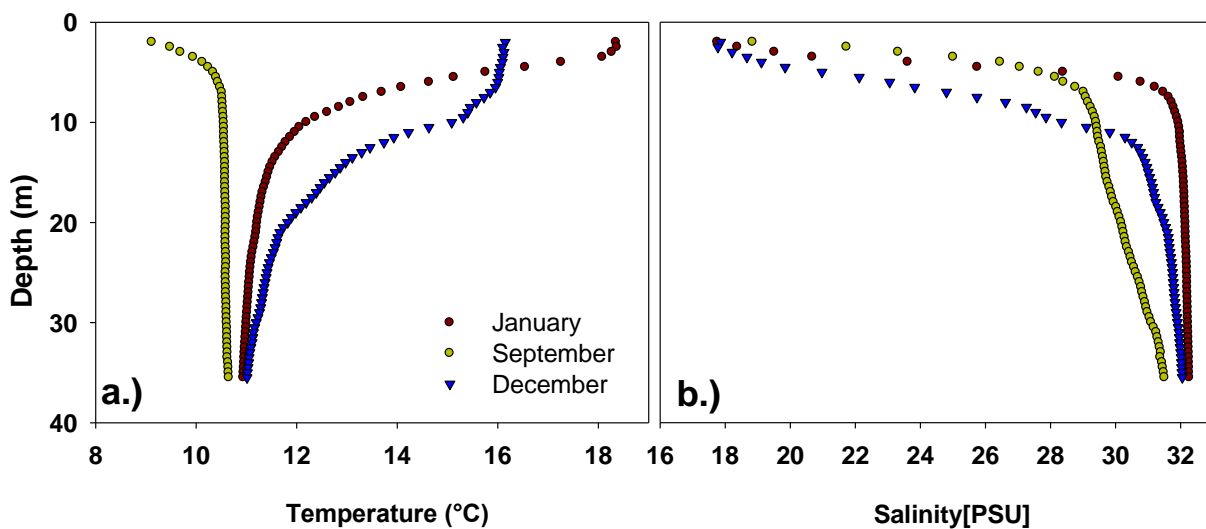 0
10
20
30
40
Depth (m)
January
September
December
a.)
b.)
8 10 12 14 16 18
16 18 20 22 24 26 28 30 32
Temperature (°C)
Salinity[PSU]